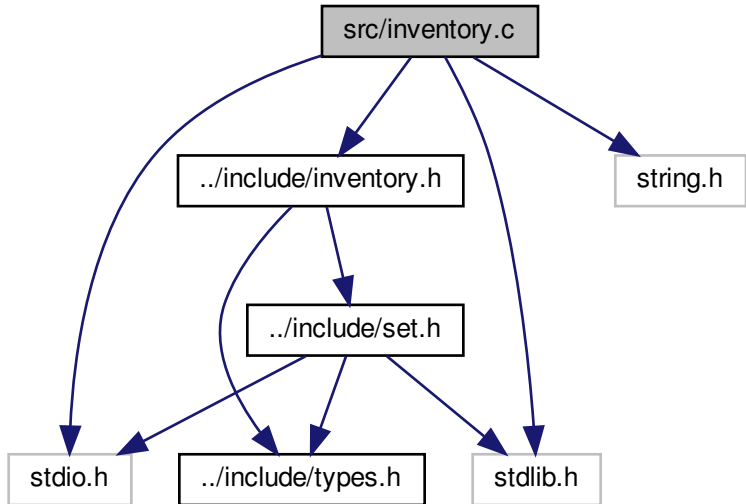 src/inventory.c
../include/inventory.h
string.h
../include/set.h
stdio.h
../include/types.h
stdlib.h